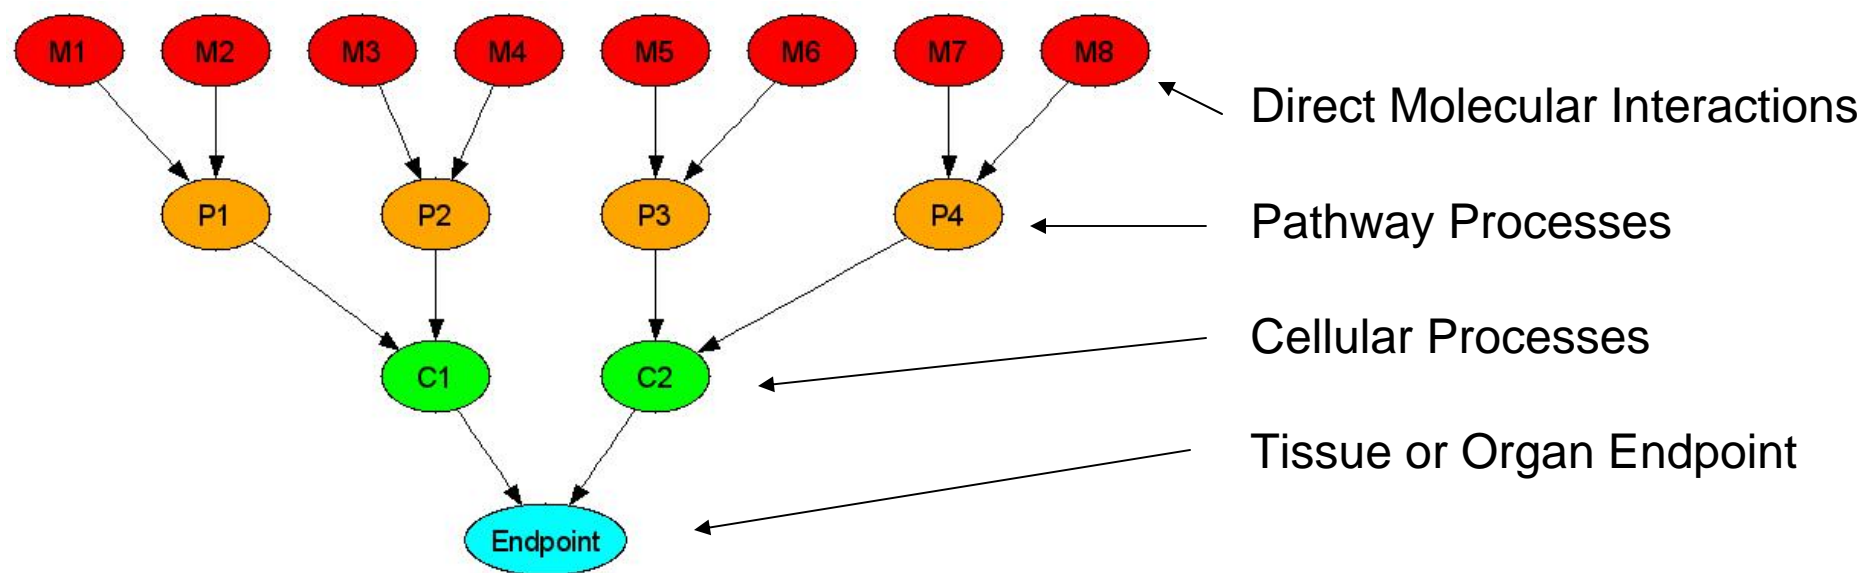 M1 M2 M3 M4 M5 M6 M7 M8
Direct Molecular Interactions
P1 P2 P3 P4
Pathway Processes
Cellular Processes
C1 C2
Tissue or Organ Endpoint
Endpoint